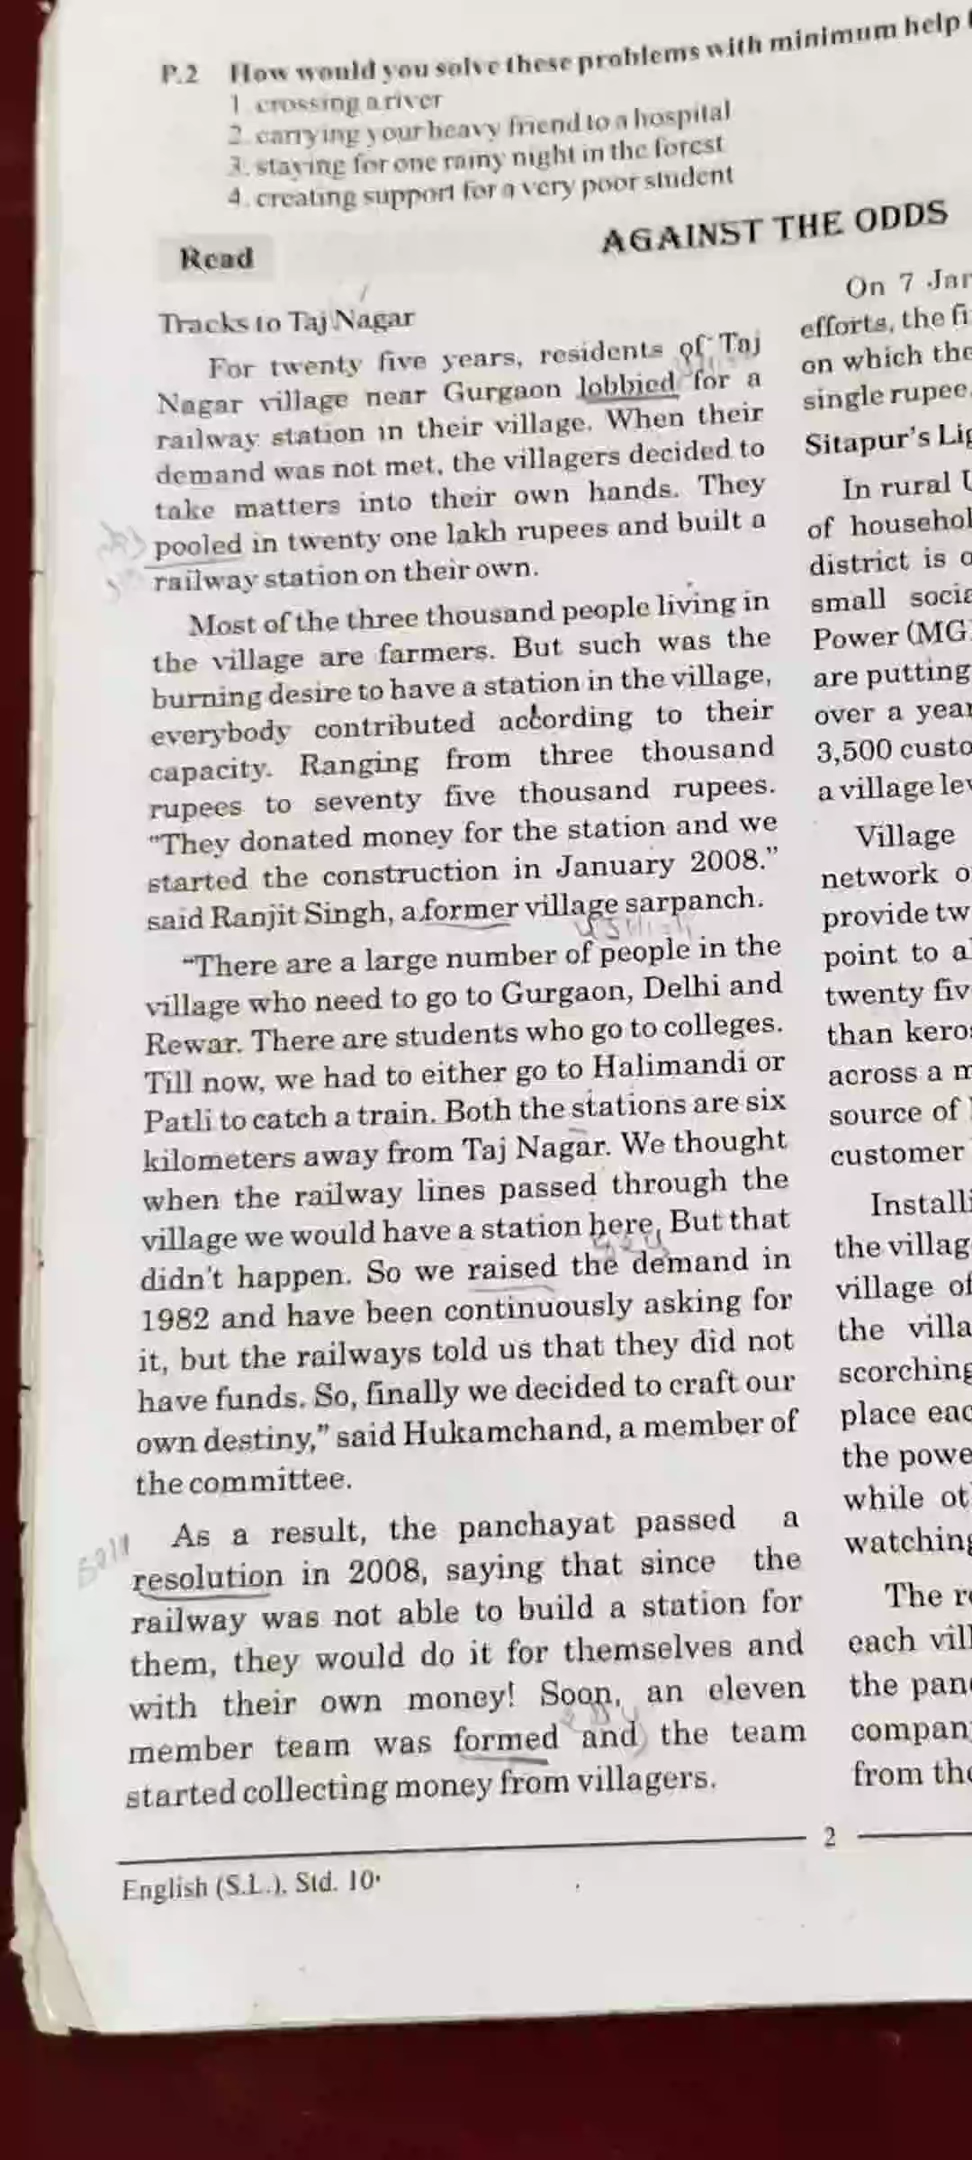 P.2 How would you solve these problems with minimum help
1. crossing a river
2. carrying your heavy friend to a hospital
3. staying for one rainy night in the forest
4. creating support for a very poor student
AGAINST THE ODDS
Read
Tracks to Taj Nagar
For twenty five years, residents of Taj
Nagar village near Gurgaon lobbied for a
railway station in their village. When their
demand was not met, the villagers decided to
take matters into their own hands. They
pooled in twenty one lakh rupees and built a
railway station on their own.
Most of the three thousand people living in
the village are farmers. But such was the
burning desire to have a station in the village,
everybody contributed according to their
capacity. Ranging from three thousand
rupees to seventy five thousand rupees.
"They donated money for the station and we
started the construction in January 2008."
said Ranjit Singh, a former village sarpanch.
"There are a large number of people in the
village who need to go to Gurgaon, Delhi and
Rewar. There are students who go to colleges.
Till now, we had to either go to Halimandi or
Patli to catch a train. Both the stations are six
kilometers away from Taj Nagar. We thought
when the railway lines passed through the
village we would have a station here. But that
didn't happen. So we raised the demand in
1982 and have been continuously asking for
it, but the railways told us that they did not
have funds. So, finally we decided to craft our
own destiny," said Hukamchand, a member of
the committee.
As a result, the panchayat passed a
resolution in 2008, saying that since the
railway was not able to build a station for
them, they would do it for themselves and
with their own money! Soon, an eleven
member team was formed and the team
started collecting money from villagers.
On 7 Jan
efforts, the fi
on which the
single rupee.
Sitapur's Lig
In rural U
of househol
district is o
small socia
Power (MG
are putting
over a year
3,500 custo
a village lev
Village
network o
provide tw
point to a
twenty fiv
than keros
across a m
source of
customer
Installi
the villag
village of
the villa
scorching
place eac
the powe
while ot
watching
The re
each vill
the pan
company
from the
2
English (S.L.), Std. 10